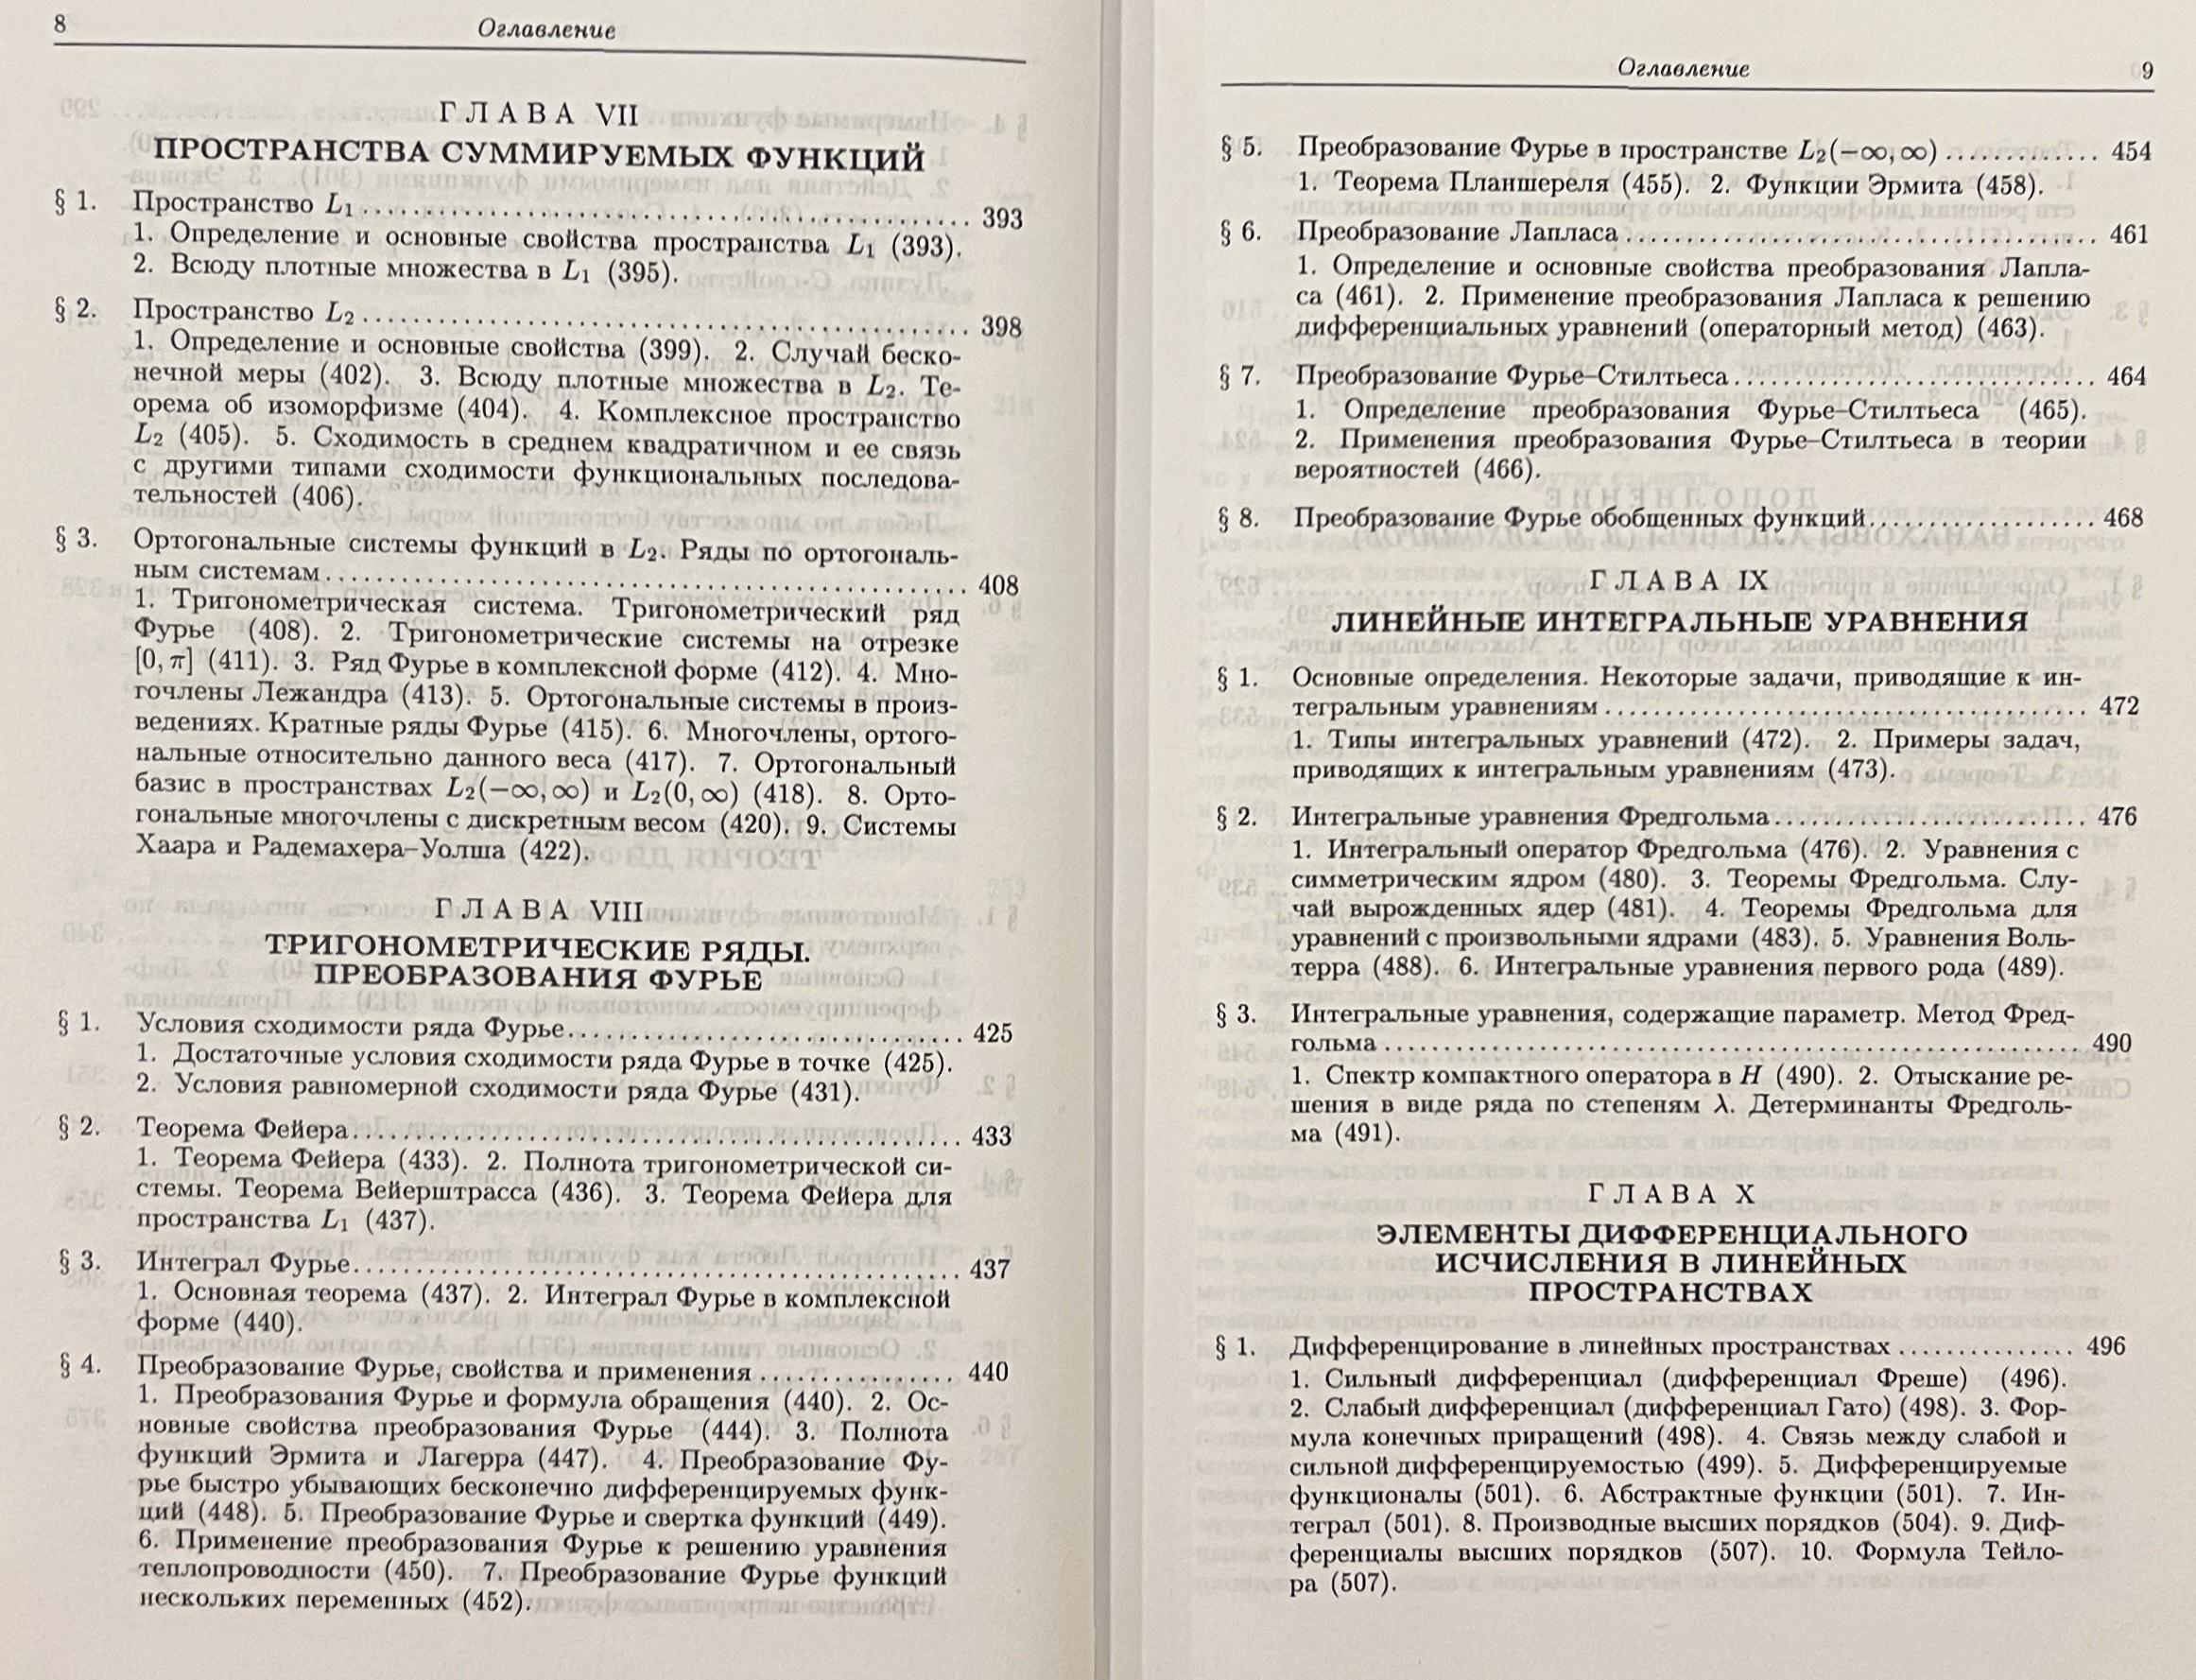 8
Оглавление
ГЛАВА VII
ПРОСТРАНСТВА СУММИРУЕМЫХ ФУНКЦИЙ
§ 1. Пространство L₁ .......... 393
1. Определение и основные свойства пространства L₁ (393).
2. Всюду плотные множества в L₁ (395).
§ 2. Пространство L₂ .......... 398
1. Определение и основные свойства (399). 2. Случай беско-
нечной меры (402). 3. Всюду плотные множества в L₂. Те-
орема об изоморфизме (404). 4. Комплексное пространство
L₂ (405). 5. Сходимость в среднем квадратичном и ее связь
с другими типами сходимости функциональных последова-
тельностей (406).
§ 3. Ортогональные системы функций в L₂. Ряды по ортогональ-
ным системам .......... 408
1. Тригонометрическая система. Тригонометрический ряд
Фурье (408). 2. Тригонометрические системы на отрезке
[0, π] (411). 3. Ряд Фурье в комплексной форме (412). 4. Мно-
гочлены Лежандра (413). 5. Ортогональные системы в произ-
ведениях. Кратные ряды Фурье (415). 6. Многочлены, ортого-
нальные относительно данного веса (417). 7. Ортогональный
базис в пространствах L₂(−∞, ∞) и L₂(0, ∞) (418). 8. Орто-
гональные многочлены с дискретным весом (420). 9. Системы
Хаара и Радемахера–Уолша (422).
ГЛАВА VIII
ТРИГОНОМЕТРИЧЕСКИЕ РЯДЫ.
ПРЕОБРАЗОВАНИЯ ФУРЬЕ
§ 1. Условия сходимости ряда Фурье .......... 425
1. Достаточные условия сходимости ряда Фурье в точке (425).
2. Условия равномерной сходимости ряда Фурье (431).
§ 2. Теорема Фейера .......... 433
1. Теорема Фейера (433). 2. Полнота тригонометрической си-
стемы. Теорема Вейерштрасса (436). 3. Теорема Фейера для
пространства L₁ (437).
§ 3. Интеграл Фурье .......... 437
1. Основная теорема (437). 2. Интеграл Фурье в комплексной
форме (440).
§ 4. Преобразование Фурье, свойства и применения .......... 440
1. Преобразования Фурье и формула обращения (440). 2. Ос-
новные свойства преобразования Фурье (444). 3. Полнота
функций Эрмита и Лагерра (447). 4. Преобразование Фу-
рье быстро убывающих бесконечно дифференцируемых функ-
ций (448). 5. Преобразование Фурье и свертка функций (449).
6. Применение преобразования Фурье к решению уравнения
теплопроводности (450). 7. Преобразование Фурье функций
нескольких переменных (452).
Оглавление
9
§ 5. Преобразование Фурье в пространстве L₂(−∞, ∞) .......... 454
1. Теорема Планшереля (455). 2. Функции Эрмита (458).
§ 6. Преобразование Лапласа .......... 461
1. Определение и основные свойства преобразования Лапла-
са (461). 2. Применение преобразования Лапласа к решению
дифференциальных уравнений (операторный метод) (463).
§ 7. Преобразование Фурье–Стилтьеса .......... 464
1. Определение преобразования Фурье–Стилтьеса (465).
2. Применения преобразования Фурье–Стилтьеса в теории
вероятностей (466).
§ 8. Преобразование Фурье обобщенных функций .......... 468
ГЛАВА IX
ЛИНЕЙНЫЕ ИНТЕГРАЛЬНЫЕ УРАВНЕНИЯ
§ 1. Основные определения. Некоторые задачи, приводящие к ин-
тегральным уравнениям .......... 472
1. Типы интегральных уравнений (472). 2. Примеры задач,
приводящих к интегральным уравнениям (473).
§ 2. Интегральные уравнения Фредгольма .......... 476
1. Интегральный оператор Фредгольма (476). 2. Уравнения с
симметрическим ядром (480). 3. Теоремы Фредгольма. Слу-
чай вырожденных ядер (481). 4. Теоремы Фредгольма для
уравнений с произвольными ядрами (483). 5. Уравнения Воль-
терра (488). 6. Интегральные уравнения первого рода (489).
§ 3. Интегральные уравнения, содержащие параметр. Метод Фред-
гольма .......... 490
1. Спектр компактного оператора в H (490). 2. Отыскание ре-
шения в виде ряда по степеням λ. Детерминанты Фредголь-
ма (491).
ГЛАВА X
ЭЛЕМЕНТЫ ДИФФЕРЕНЦИАЛЬНОГО
ИСЧИСЛЕНИЯ В ЛИНЕЙНЫХ
ПРОСТРАНСТВАХ
§ 1. Дифференцирование в линейных пространствах .......... 496
1. Сильный дифференциал (дифференциал Фреше) (496).
2. Слабый дифференциал (дифференциал Гато) (498). 3. Фор-
мула конечных приращений (498). 4. Связь между слабой и
сильной дифференцируемостью (499). 5. Дифференцируемые
функционалы (501). 6. Абстрактные функции (501). 7. Ин-
теграл (501). 8. Производные высших порядков (504). 9. Диф-
ференциалы высших порядков (507). 10. Формула Тейло-
ра (507).